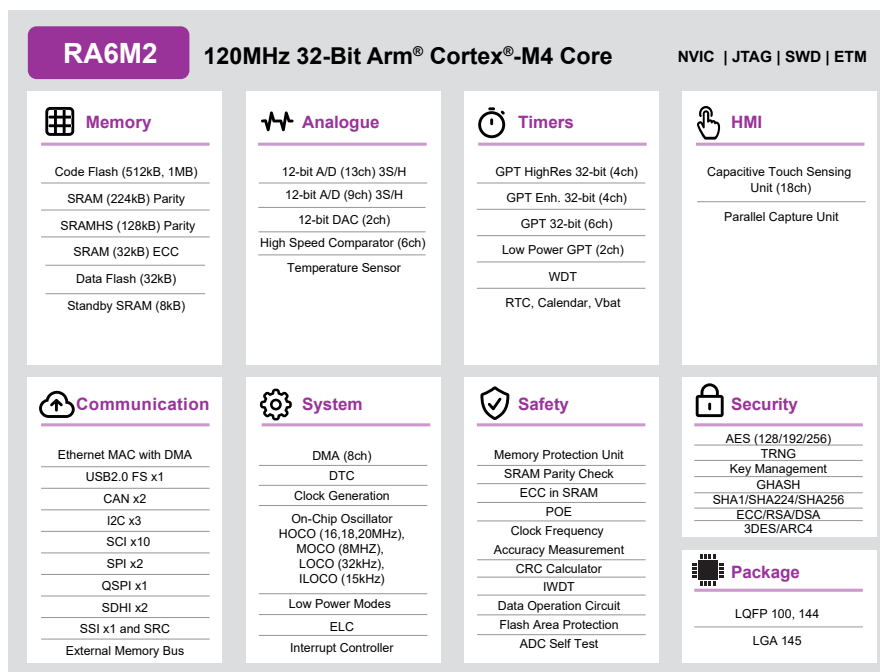 RA6M2
120MHz 32-Bit Arm® Cortex®-M4 Core
NVIC | JTAG | SWD | ETM
Memory
Code Flash (512kB, 1MB)
SRAM (224kB) Parity
SRAMHS (128kB) Parity
SRAM (32kB) ECC
Data Flash (32kB)
Standby SRAM (8kB)
Analogue
12-bit A/D (13ch) 3S/H
12-bit A/D (9ch) 3S/H
12-bit DAC (2ch)
High Speed Comparator (6ch)
Temperature Sensor
Timers
GPT HighRes 32-bit (4ch)
GPT Enh. 32-bit (4ch)
GPT 32-bit (6ch)
Low Power GPT (2ch)
WDT
RTC, Calendar, Vbat
HMI
Capacitive Touch Sensing
Unit (18ch)
Parallel Capture Unit
Communication
Ethernet MAC with DMA
USB2.0 FS x1
CAN x2
I2C x3
SCI x10
SPI x2
QSPI x1
SDHI x2
SSI x1 and SRC
External Memory Bus
System
DMA (8ch)
DTC
Clock Generation
On-Chip Oscillator
HOCO (16,18,20MHz),
MOCO (8MHZ),
LOCO (32kHz),
ILOCO (15kHz)
Low Power Modes
ELC
Interrupt Controller
Safety
Memory Protection Unit
SRAM Parity Check
ECC in SRAM
POE
Clock Frequency
Accuracy Measurement
CRC Calculator
IWDT
Data Operation Circuit
Flash Area Protection
ADC Self Test
Security
AES (128/192/256)
TRNG
Key Management
GHASH
SHA1/SHA224/SHA256
ECC/RSA/DSA
3DES/ARC4
Package
LQFP 100, 144
LGA 145